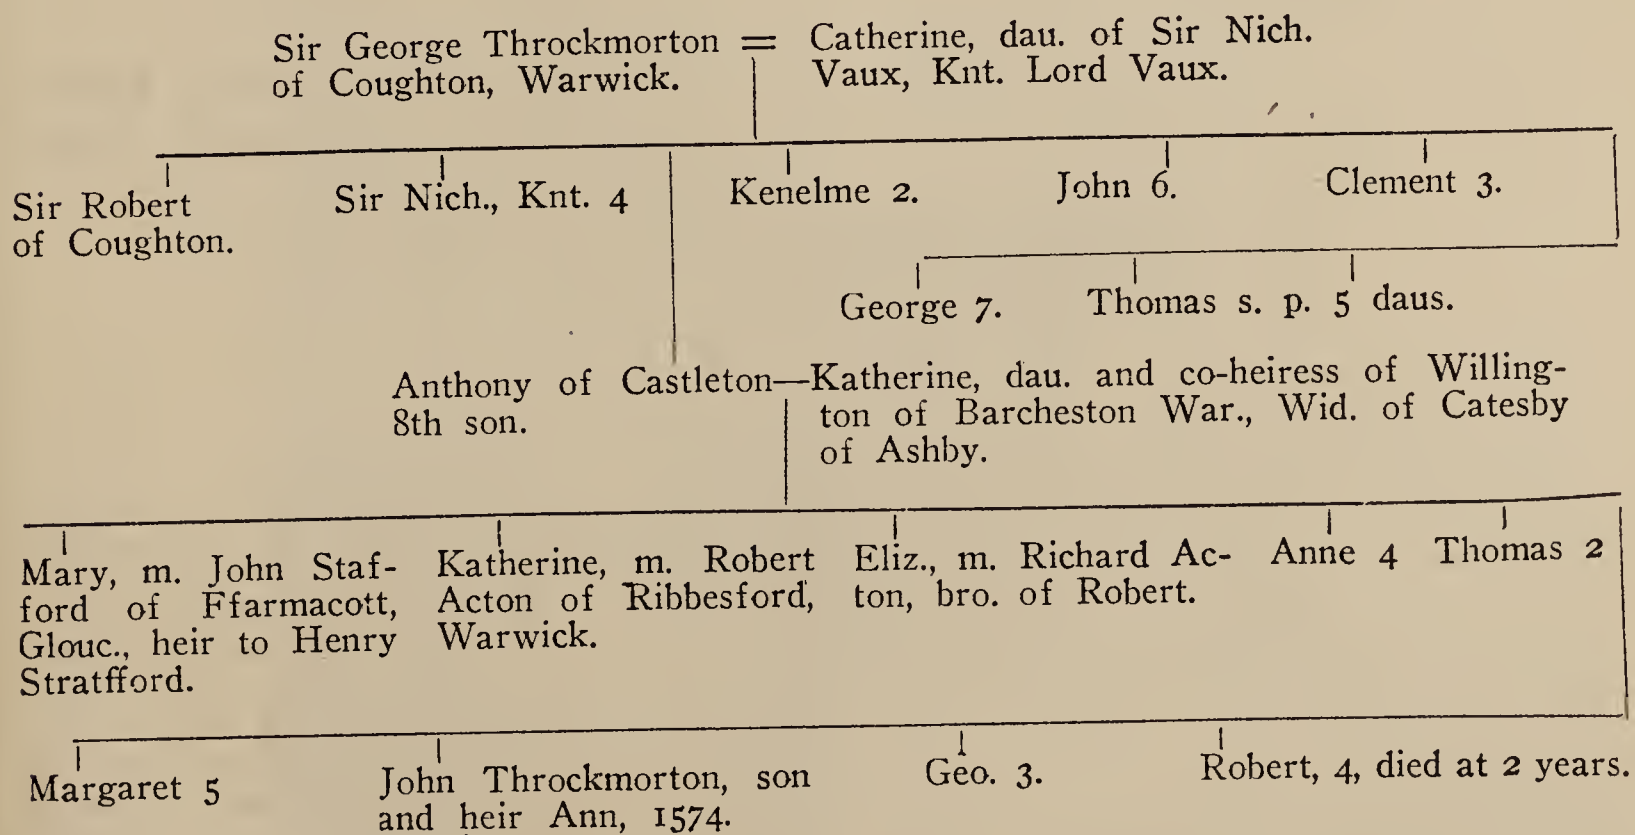 Sir George Throckmorton = Catherine, dau. of Sir Nich.
of Coughton, Warwick. Vaux, Knt. Lord Vaux.
Sir Robert
of Coughton.
Sir Nich., Knt. 4
Kenelme 2.
John 6.
Clement 3.
George 7.
Thomas s. p. 5 daus.
Anthony of Castleton—Katherine, dau. and co-heiress of Willing-
8th son. ton of Barcheston War., Wid. of Catesby
of Ashby.
Mary, m. John Staf-
ford of Ffarmacott,
Glouc., heir to Henry
Stratfford.
Katherine, m. Robert
Acton of Ribbesford,
Warwick.
Eliz., m. Richard Ac-
ton, bro. of Robert.
Anne 4
Thomas 2
Margaret 5
John Throckmorton, son
and heir Ann, 1574.
Geo. 3.
Robert, 4, died at 2 years.